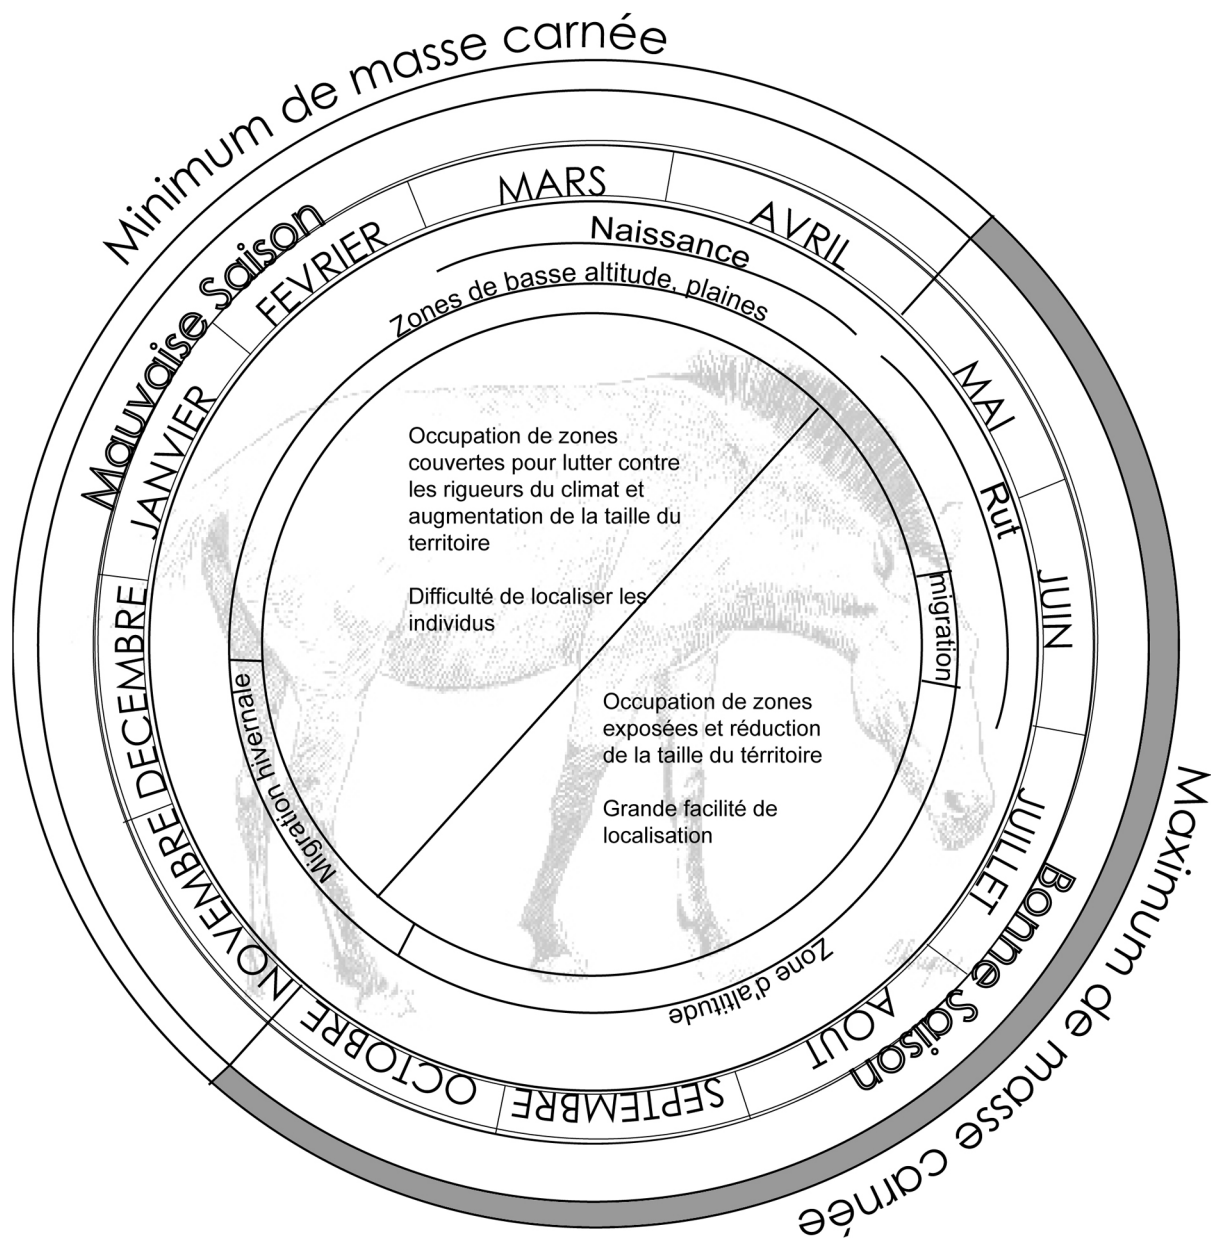 Minimum de masse carnée
Mauvaise Saison
JANVIER
FEVRIER
MARS
AVRIL
MAI
JUIN
JUILLET
AOUT
SEPTEMBRE
OCTOBRE
NOVEMBRE
DECEMBRE
Naissance
Zones de basse altitude, plaines
Rut
migration
Occupation de zones
couvertes pour lutter contre
les rigueurs du climat et
augmentation de la taille du
territoire
Difficulté de localiser les
individus
Occupation de zones
exposées et réduction
de la taille du térritoire
Grande facilité de
localisation
Migration hivernale
Zone d'altitude
Bonne Saison
Maximum de masse carnée